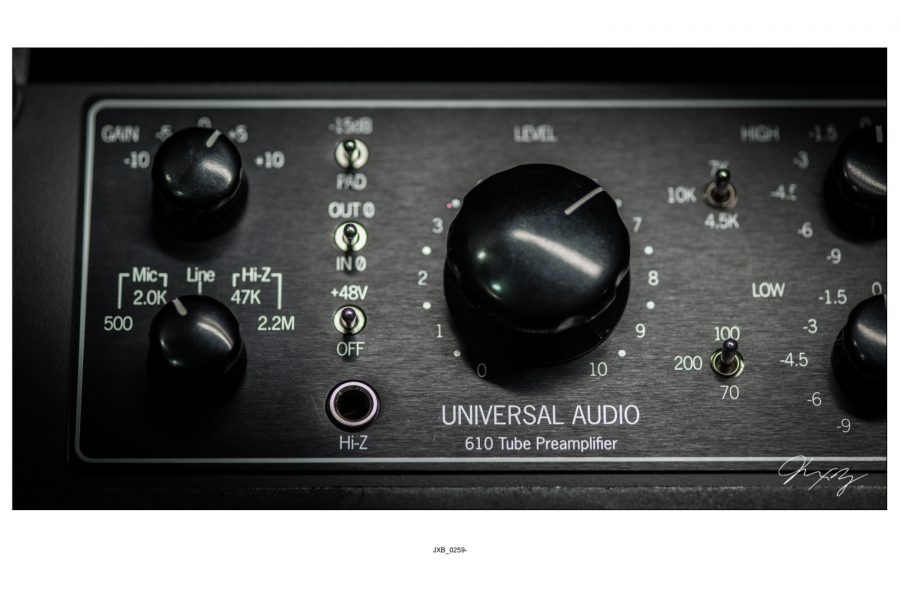 GAIN -5 0 +5
-10 +10
Mic Line Hi-Z
2.0K 47K
500 2.2M
-15dB
PAD
OUT Ø
IN Ø
+48V
OFF
Hi-Z
LEVEL
3 7
2 8
1 9
0 10
UNIVERSAL AUDIO
610 Tube Preamplifier
HIGH -1.5 0
7K -3
10K -4.5
4.5K
-6
-9
LOW -1.5 0
100 -3
200 -4.5
70 -6
-9
JXB_0259-